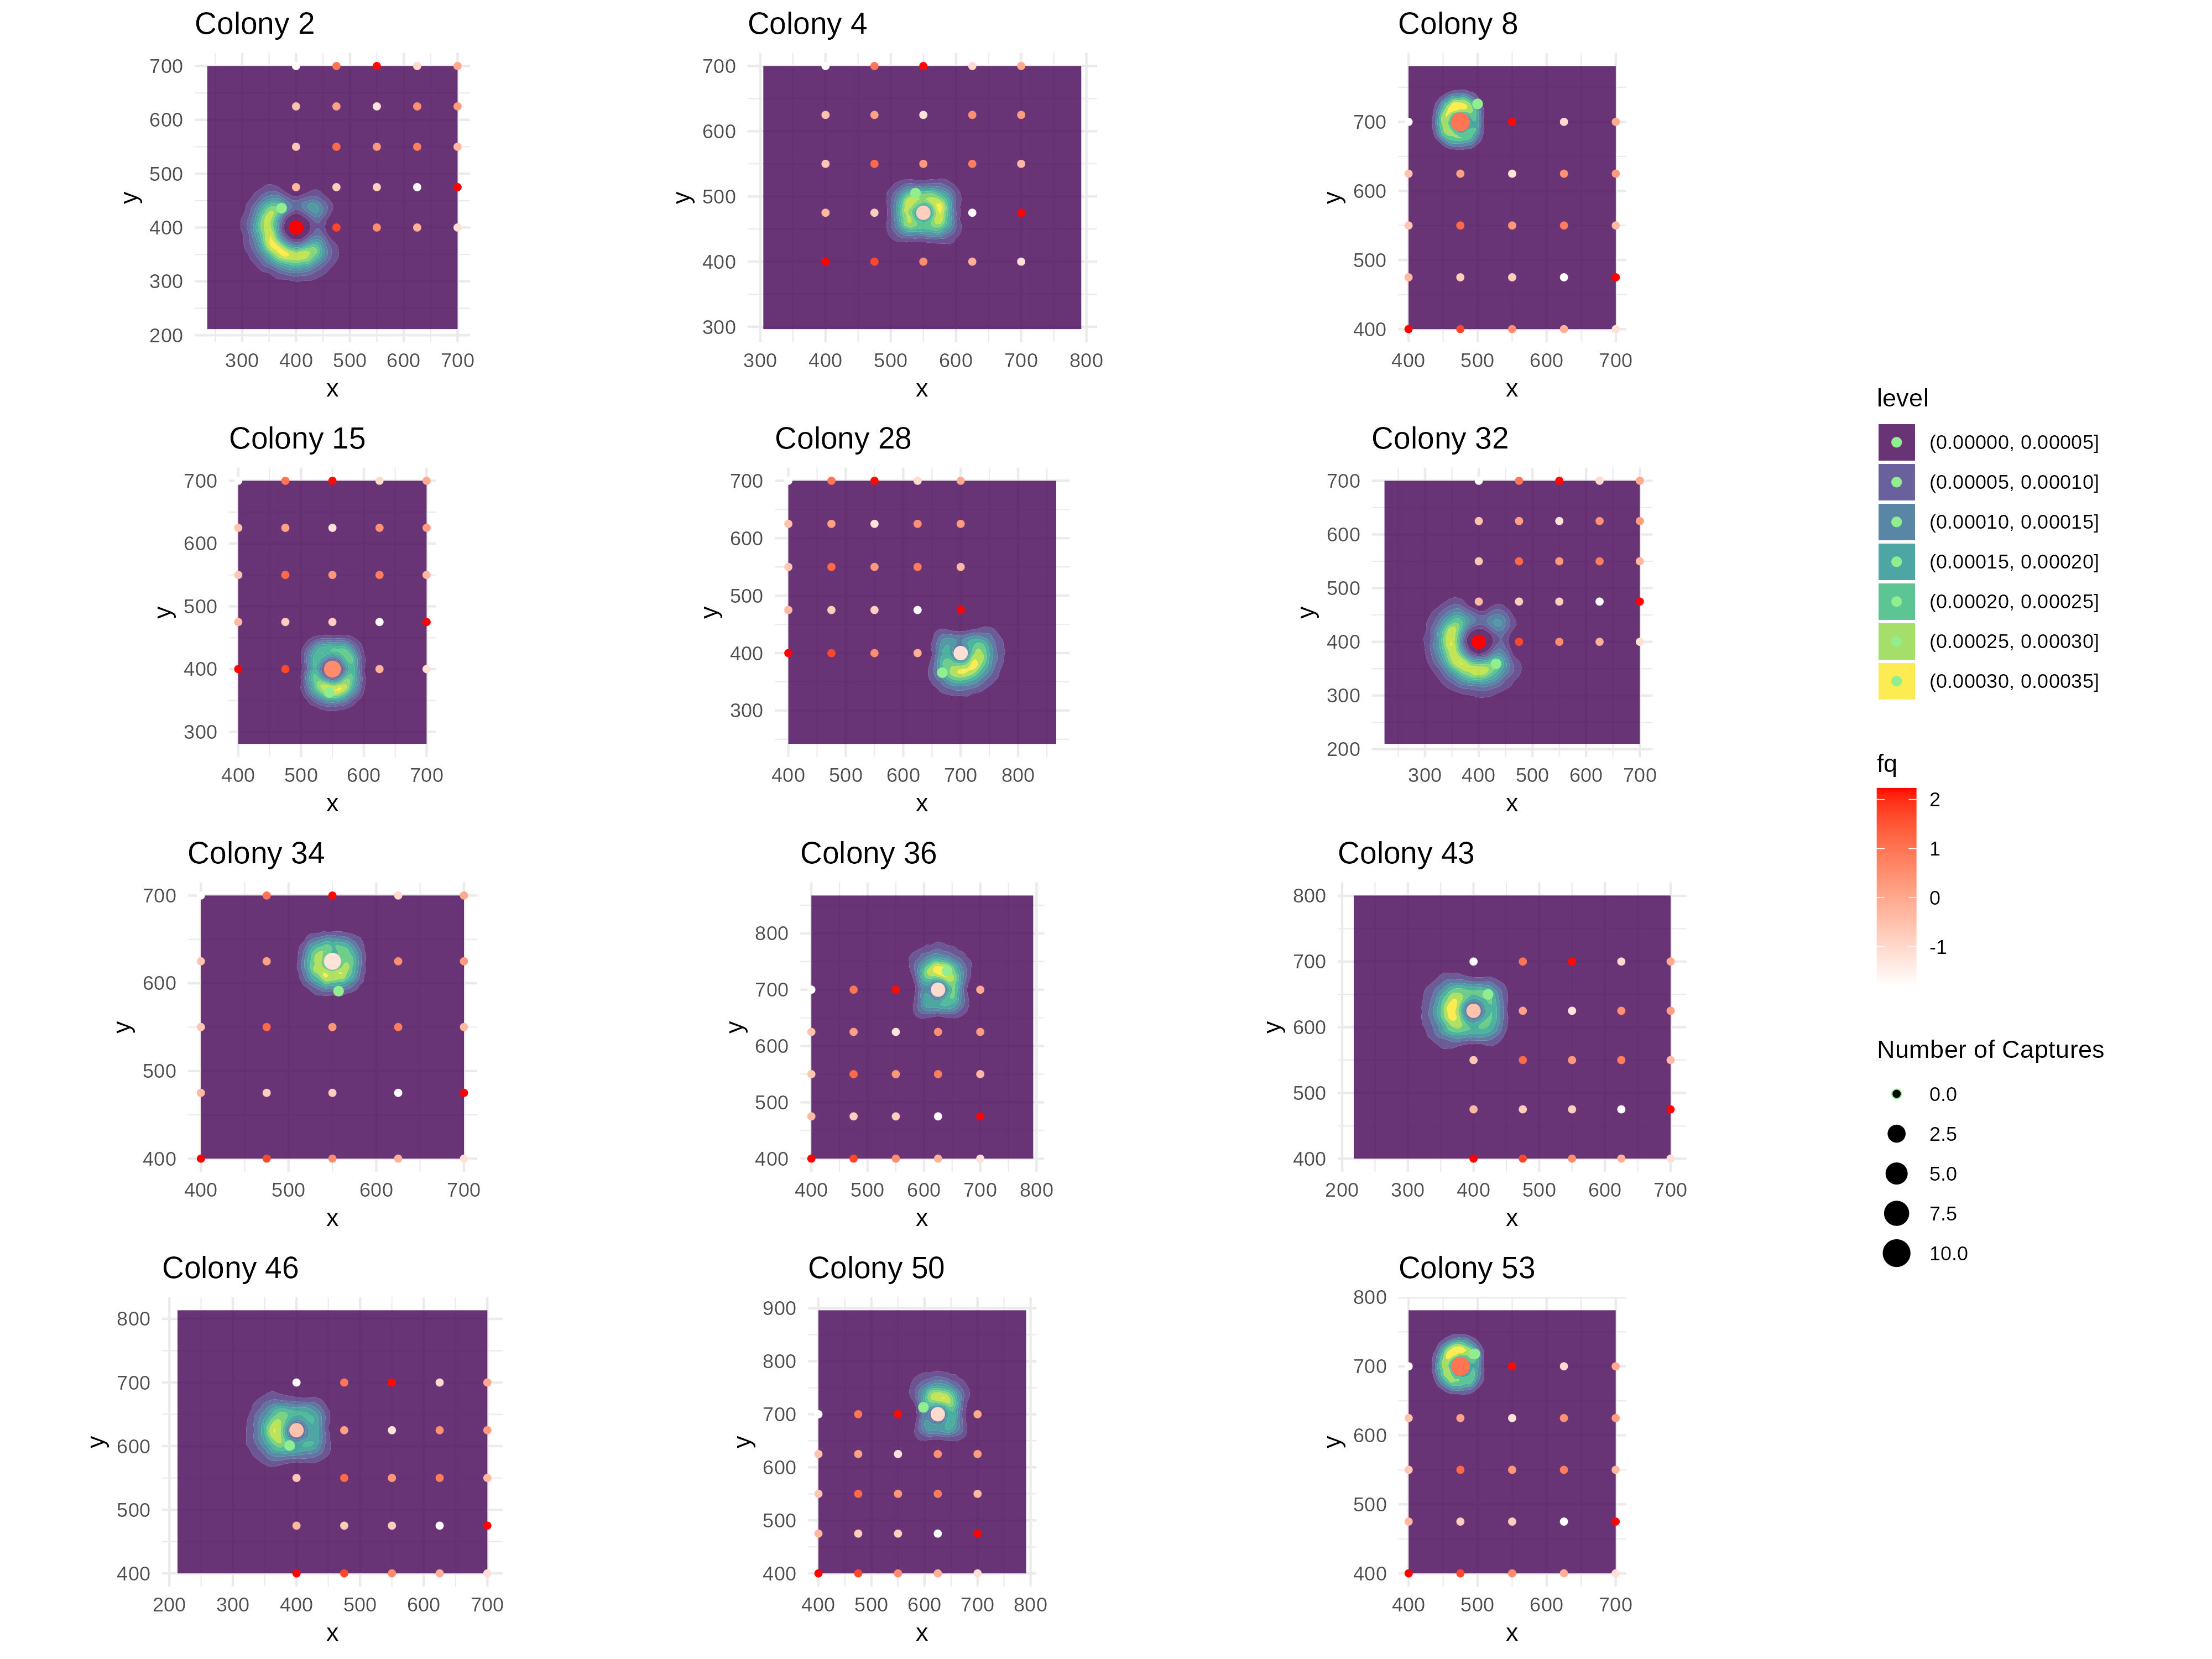 Colony 2
700
600
500
400
300
200
y
300 400 500 600 700
x
Colony 4
700
600
500
400
300
y
300 400 500 600 700 800
x
Colony 8
700
600
500
400
y
400 500 600 700
x
Colony 15
700
600
500
400
300
y
400 500 600 700
x
Colony 28
700
600
500
400
300
y
400 500 600 700 800
x
Colony 32
700
600
500
400
300
200
y
300 400 500 600 700
x
Colony 34
700
600
500
400
y
400 500 600 700
x
Colony 36
800
700
600
500
400
y
400 500 600 700 800
x
Colony 43
800
700
600
500
400
y
200 300 400 500 600 700
x
Colony 46
800
700
600
500
400
y
200 300 400 500 600 700
x
Colony 50
900
800
700
600
500
400
y
400 500 600 700 800
x
Colony 53
800
700
600
500
400
y
400 500 600 700
x
level
(0.00000, 0.00005]
(0.00005, 0.00010]
(0.00010, 0.00015]
(0.00015, 0.00020]
(0.00020, 0.00025]
(0.00025, 0.00030]
(0.00030, 0.00035]
fq
2
1
0
-1
Number of Captures
0.0
2.5
5.0
7.5
10.0